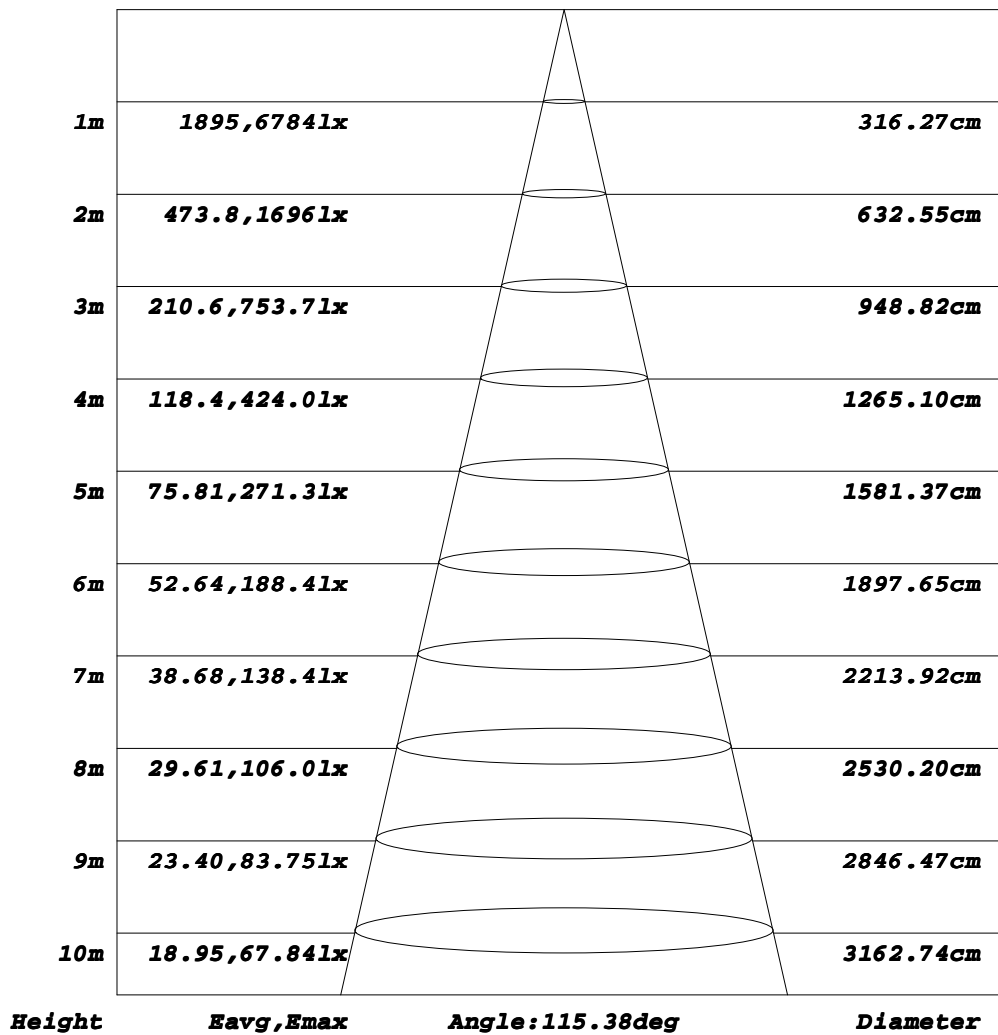 1m 1895,6784lx 316.27cm
2m 473.8,1696lx 632.55cm
3m 210.6,753.7lx 948.82cm
4m 118.4,424.0lx 1265.10cm
5m 75.81,271.3lx 1581.37cm
6m 52.64,188.4lx 1897.65cm
7m 38.68,138.4lx 2213.92cm
8m 29.61,106.0lx 2530.20cm
9m 23.40,83.75lx 2846.47cm
10m 18.95,67.84lx 3162.74cm
Height Eavg,Emax Angle:115.38deg Diameter